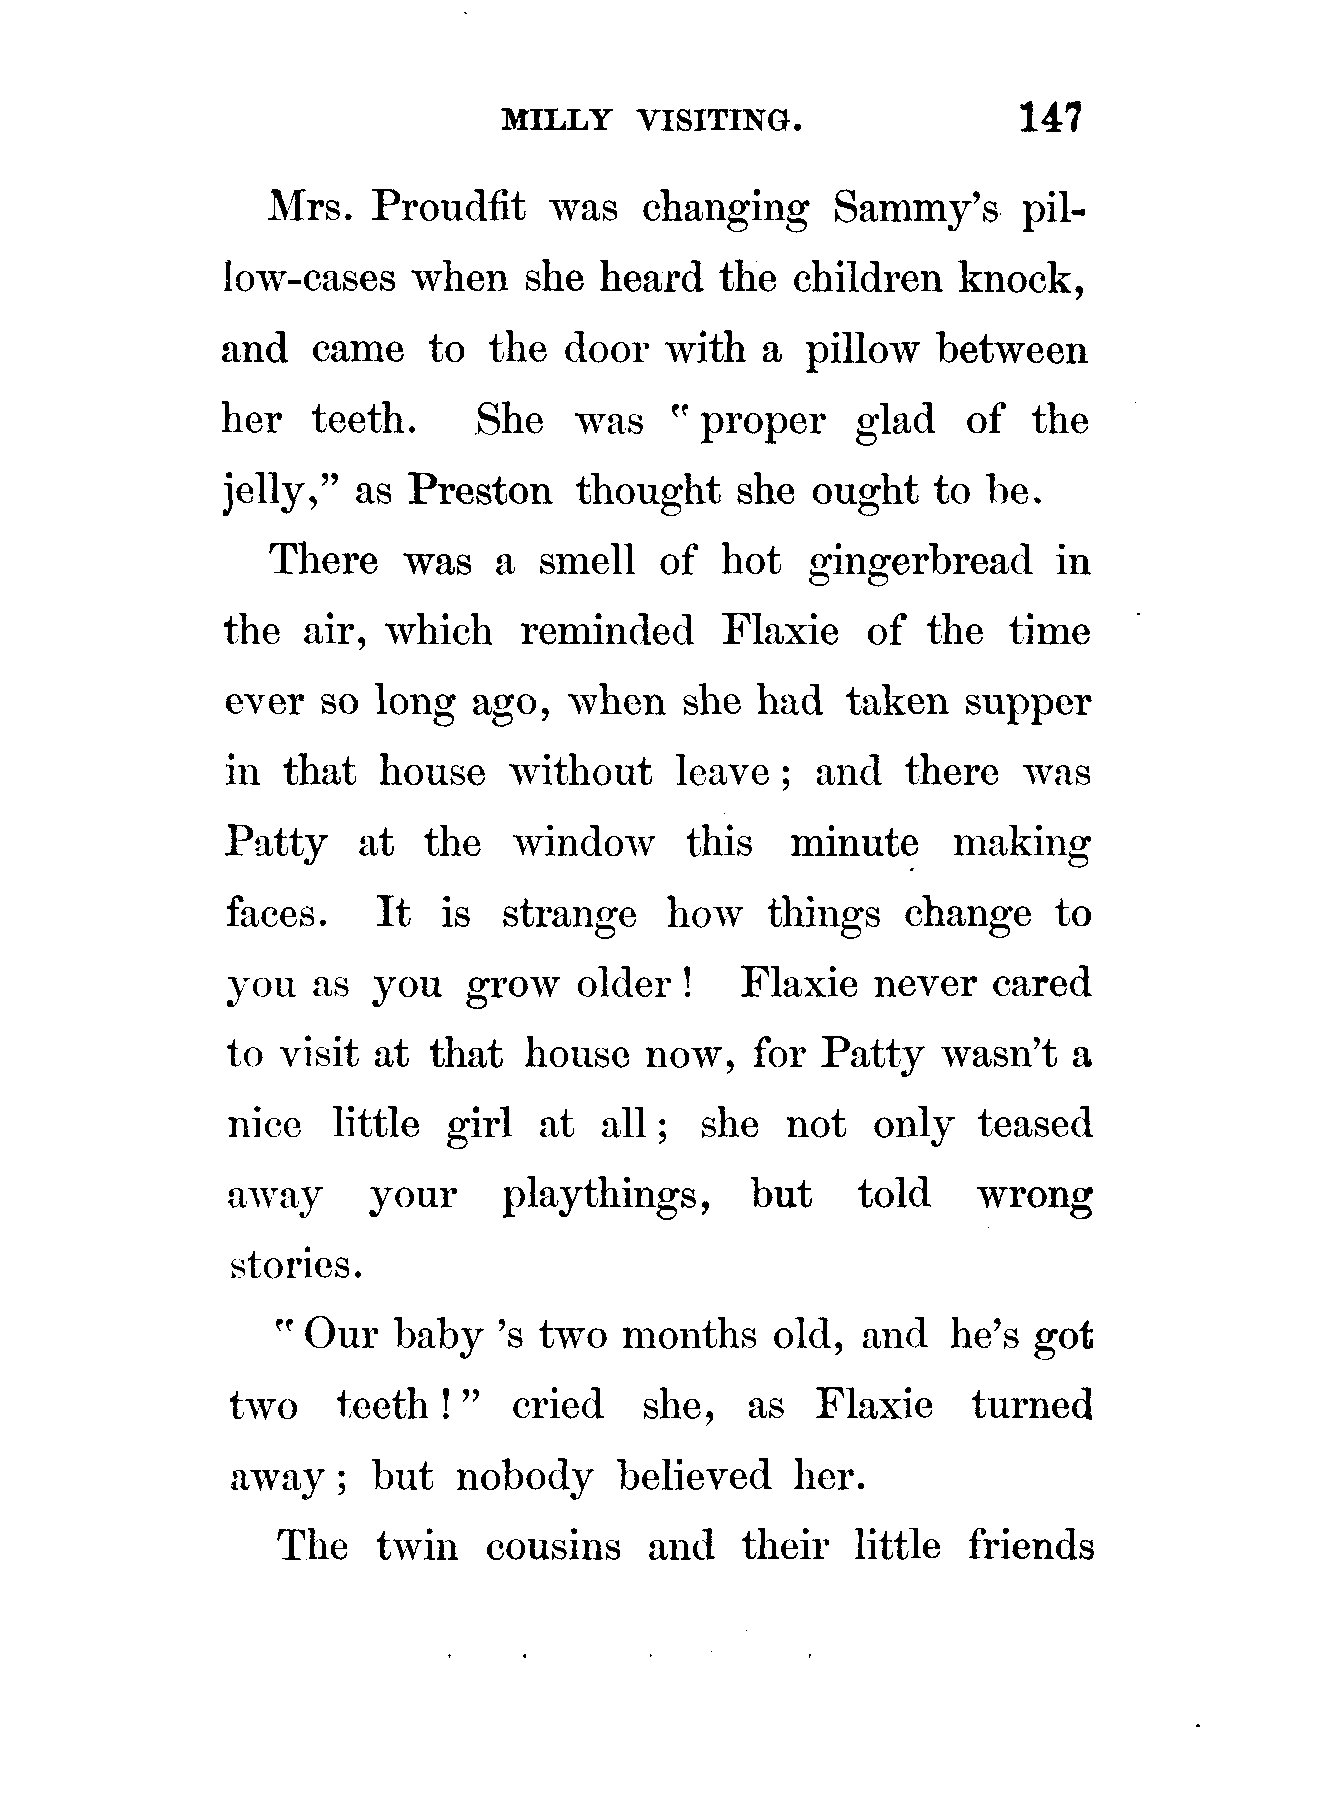 MILLY VISITING. 147
Mrs. Proudfit was changing Sammy's pil-
low-cases when she heard the children knock,
and came to the door with a pillow between
her teeth. She was "proper glad of the
jelly," as Preston thought she ought to be.
There was a smell of hot gingerbread in
the air, which reminded Flaxie of the time
ever so long ago, when she had taken supper
in that house without leave; and there was
Patty at the window this minute making
faces. It is strange how things change to
you as you grow older! Flaxie never cared
to visit at that house now, for Patty wasn't a
nice little girl at all; she not only teased
away your playthings, but told wrong
stories.
"Our baby 's two months old, and he's got
two teeth!" cried she, as Flaxie turned
away; but nobody believed her.
The twin cousins and their little friends